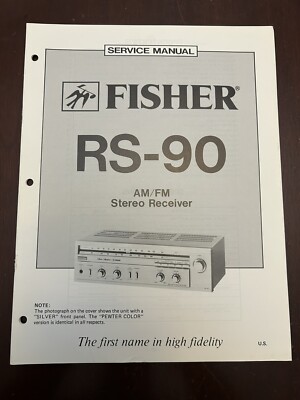 SERVICE MANUAL
FISHER
RS-90
AM/FM
Stereo Receiver
NOTE:
The photograph on the cover shows the unit with a
"SILVER" front panel. The "PEWTER COLOR"
version is identical in all respects.
The first name in high fidelity
U.S.